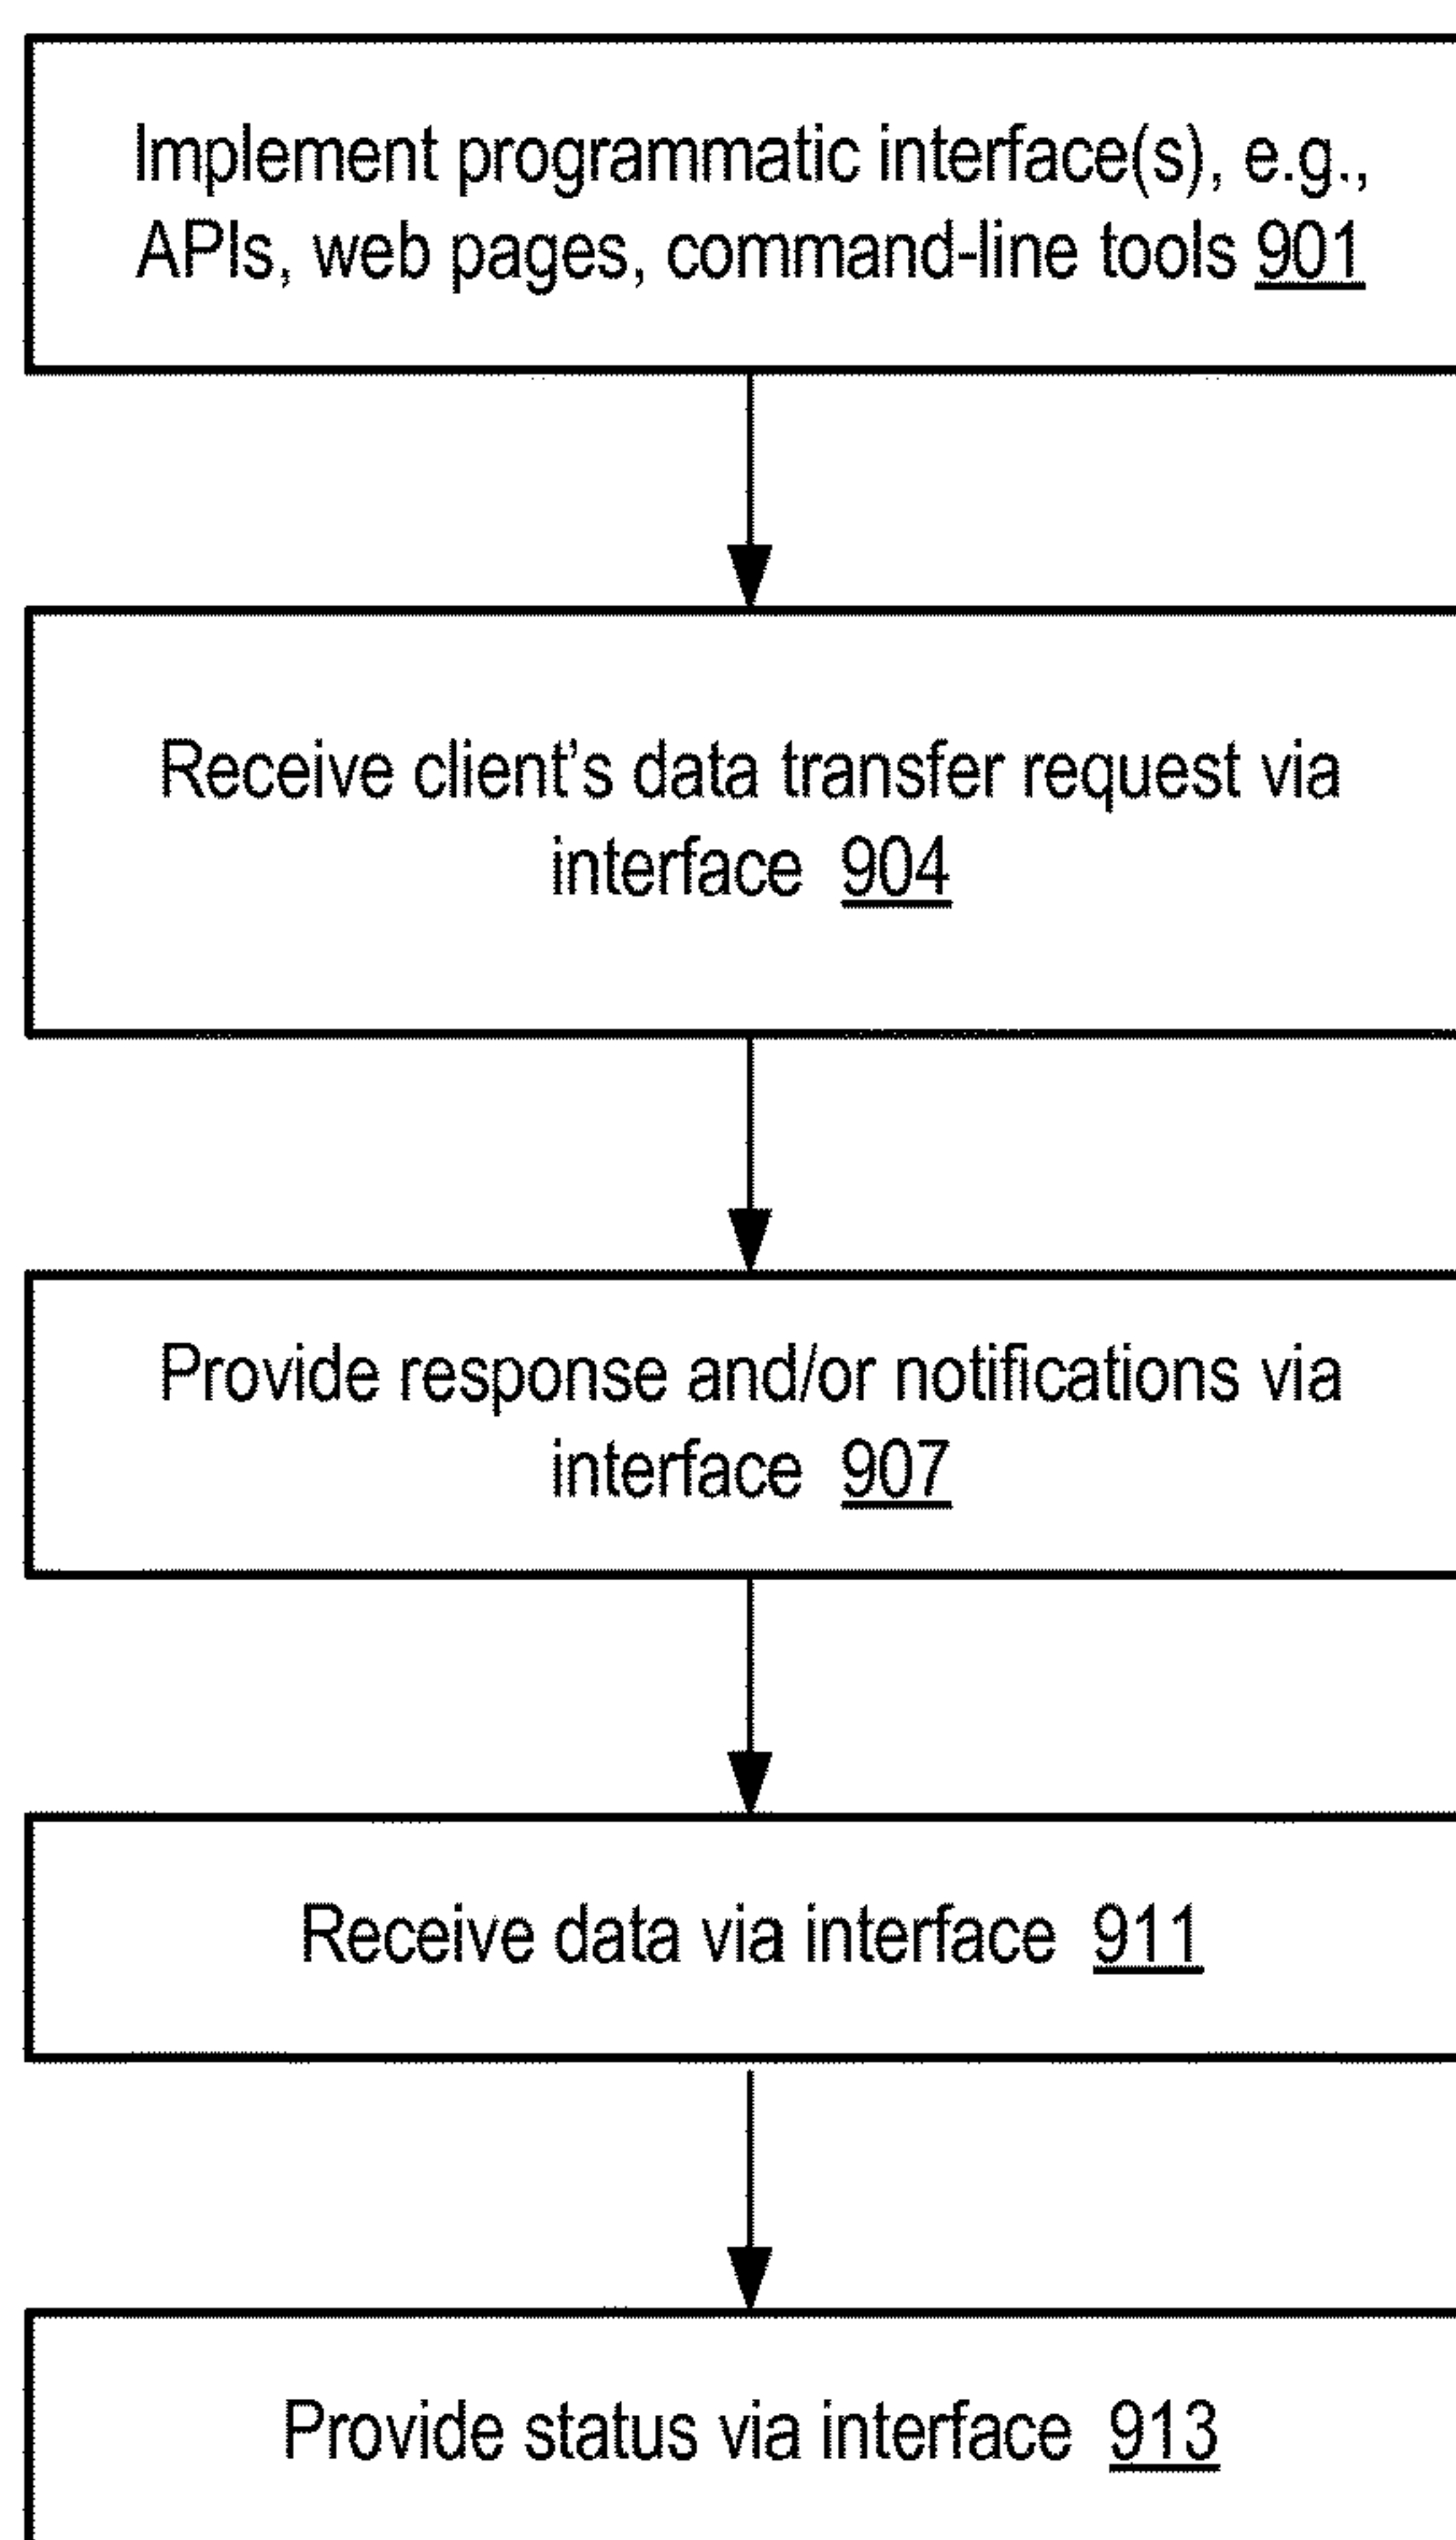 Implement programmatic interface(s), e.g.,
APIs, web pages, command-line tools 901
Receive client's data transfer request via
interface 904
Provide response and/or notifications via
interface 907
Receive data via interface 911
Provide status via interface 913